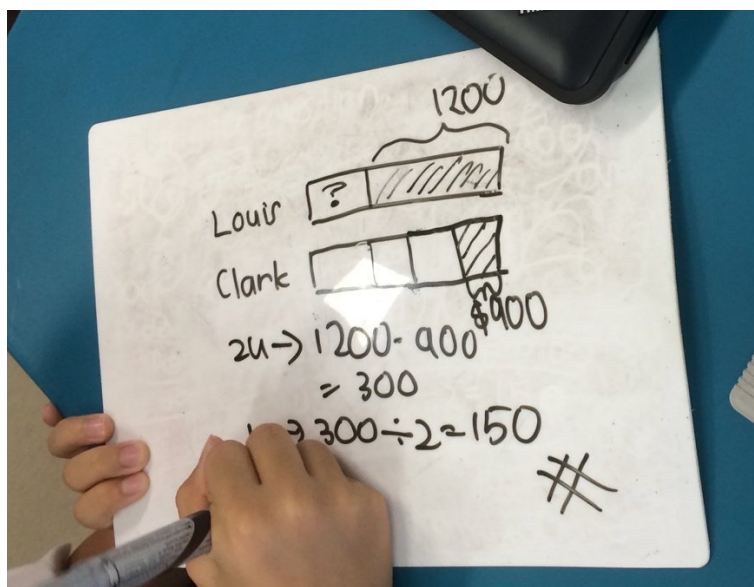 1200
Louis ?
Clark
$900
2u → 1200 - 900
= 300
→ 300 ÷ 2 = 150